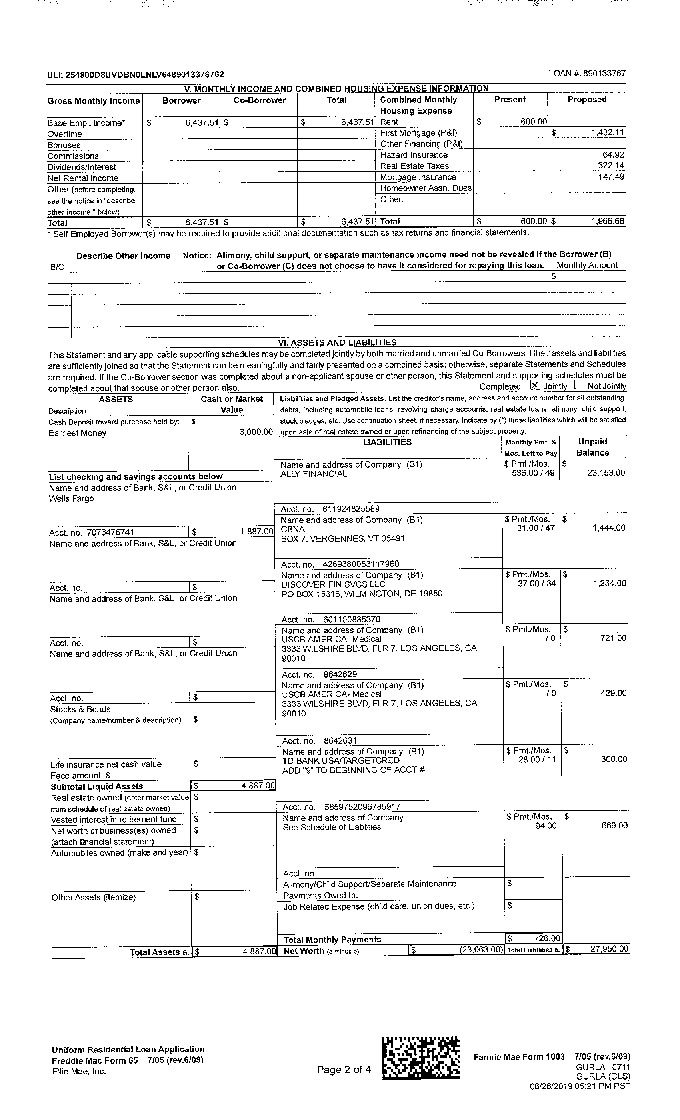 ULI: 254900DSUVDBN0LNLV6489013376762 LOAN #: 890133767
V. MONTHLY INCOME AND COMBINED HOUSING EXPENSE INFORMATION
Gross Monthly Income Borrower Co-Borrower Total Combined Monthly Housing Expense Present Proposed
Base Empl. Income* $ 6,437.51 $ $ 6,437.51 Rent $ 600.00
Overtime First Mortgage (P&I) $ 1,432.11
Bonuses Other Financing (P&I)
Commissions Hazard Insurance 64.92
Dividends/Interest Real Estate Taxes 322.14
Net Rental Income Mortgage Insurance 147.49
Other (before completing, see the notice in "describe other income," below) Homeowner Assn. Dues
Other:
Total $ 6,437.51 $ $ 6,437.51 Total $ 600.00 $ 1,966.66
* Self Employed Borrower(s) may be required to provide additional documentation such as tax returns and financial statements.
Describe Other Income Notice: Alimony, child support, or separate maintenance income need not be revealed if the Borrower (B)
B/C or Co-Borrower (C) does not choose to have it considered for repaying this loan. Monthly Amount
$
VI. ASSETS AND LIABILITIES
This Statement and any applicable supporting schedules may be completed jointly by both married and unmarried Co-Borrowers if their assets and liabilities
are sufficiently joined so that the Statement can be meaningfully and fairly presented on a combined basis; otherwise, separate Statements and Schedules
are required. If the Co-Borrower section was completed about a non-applicant spouse or other person, this Statement and supporting schedules must be
completed about that spouse or other person also. Completed X Jointly Not Jointly
ASSETS Cash or Market Value
Description
Cash Deposit toward purchase held by: $
Earnest Money 3,000.00
Liabilities and Pledged Assets. List the creditor's name, address and account number for all outstanding
debts, including automobile loans, revolving charge accounts, real estate loans, alimony, child support,
stock pledges, etc. Use continuation sheet, if necessary. Indicate by (*) those liabilities which will be satisfied
upon sale of real estate owned or upon refinancing of the subject property.
LIABILITIES Monthly Pmt. & Mos. Left to Pay Unpaid Balance
List checking and savings accounts below
Name and address of Bank, S&L, or Credit Union
Wells Fargo
Acct. no. 7073475741 $ 1,887.00
Name and address of Bank, S&L, or Credit Union
Acct. no. $
Name and address of Bank, S&L, or Credit Union
Acct. no. $
Name and address of Bank, S&L, or Credit Union
Acct. no. $
Stocks & Bonds
(Company name/number & description) $
Life insurance net cash value $
Face amount $
Subtotal Liquid Assets $ 4,887.00
Real estate owned (enter market value from schedule of real estate owned) $
Vested interest in retirement fund $
Net worth of business(es) owned (attach financial statement) $
Automobiles owned (make and year) $
Other Assets (itemize) $
Total Assets a. $ 4,887.00
Name and address of Company (B1) $ Pmt./Mos. $
ALLY FINANCIAL 23,153.00
Acct. no. 611924825589
Name and address of Company (B1) $ Pmt./Mos. $
CBNA 31.00 / 47 1,444.00
BOX 7, VERGENNES, VT 05491
Acct. no. 4269380053117960
Name and address of Company (B1) $ Pmt./Mos. $
DISCOVER FIN SVCS LLC 37.00 / 34 1,234.00
PO BOX 15316, WILMINGTON, DE 19850
Acct. no. 601100835370
Name and address of Company (B1) $ Pmt./Mos. $
USCB AMERICA- Medical / 0 721.00
3333 WILSHIRE BLVD, FLR 7, LOS ANGELES, CA
90010
Acct. no. 8642629
Name and address of Company (B1) $ Pmt./Mos. $
USCB AMERICA- Medical / 0 429.00
3333 WILSHIRE BLVD, FLR 7, LOS ANGELES, CA
90010
Acct. no. 8642631
Name and address of Company (B1) $ Pmt./Mos. $
TD BANK USA/TARGETCRED 28.00 / 11 300.00
ADD "9" TO BEGINNING OF ACCT #
Acct. no. 5859752096785917
Name and address of Company $ Pmt./Mos. $
See Schedule of Liabilities 94.00 669.00
Acct. no.
Alimony/Child Support/Separate Maintenance $
Payments Owed to:
Job Related Expense (child care, union dues, etc.) $
Total Monthly Payments $ 726.00
Net Worth (a minus b) $ (23,063.00) Total Liabilities b. $ 27,950.00
Uniform Residential Loan Application
Freddie Mac Form 65 7/05 (rev.6/09)
Ellie Mae, Inc.
Page 2 of 4
Fannie Mae Form 1003 7/05 (rev.6/09)
GURLA 0711
GURLA (CLS)
06/26/2019 05:21 PM PST